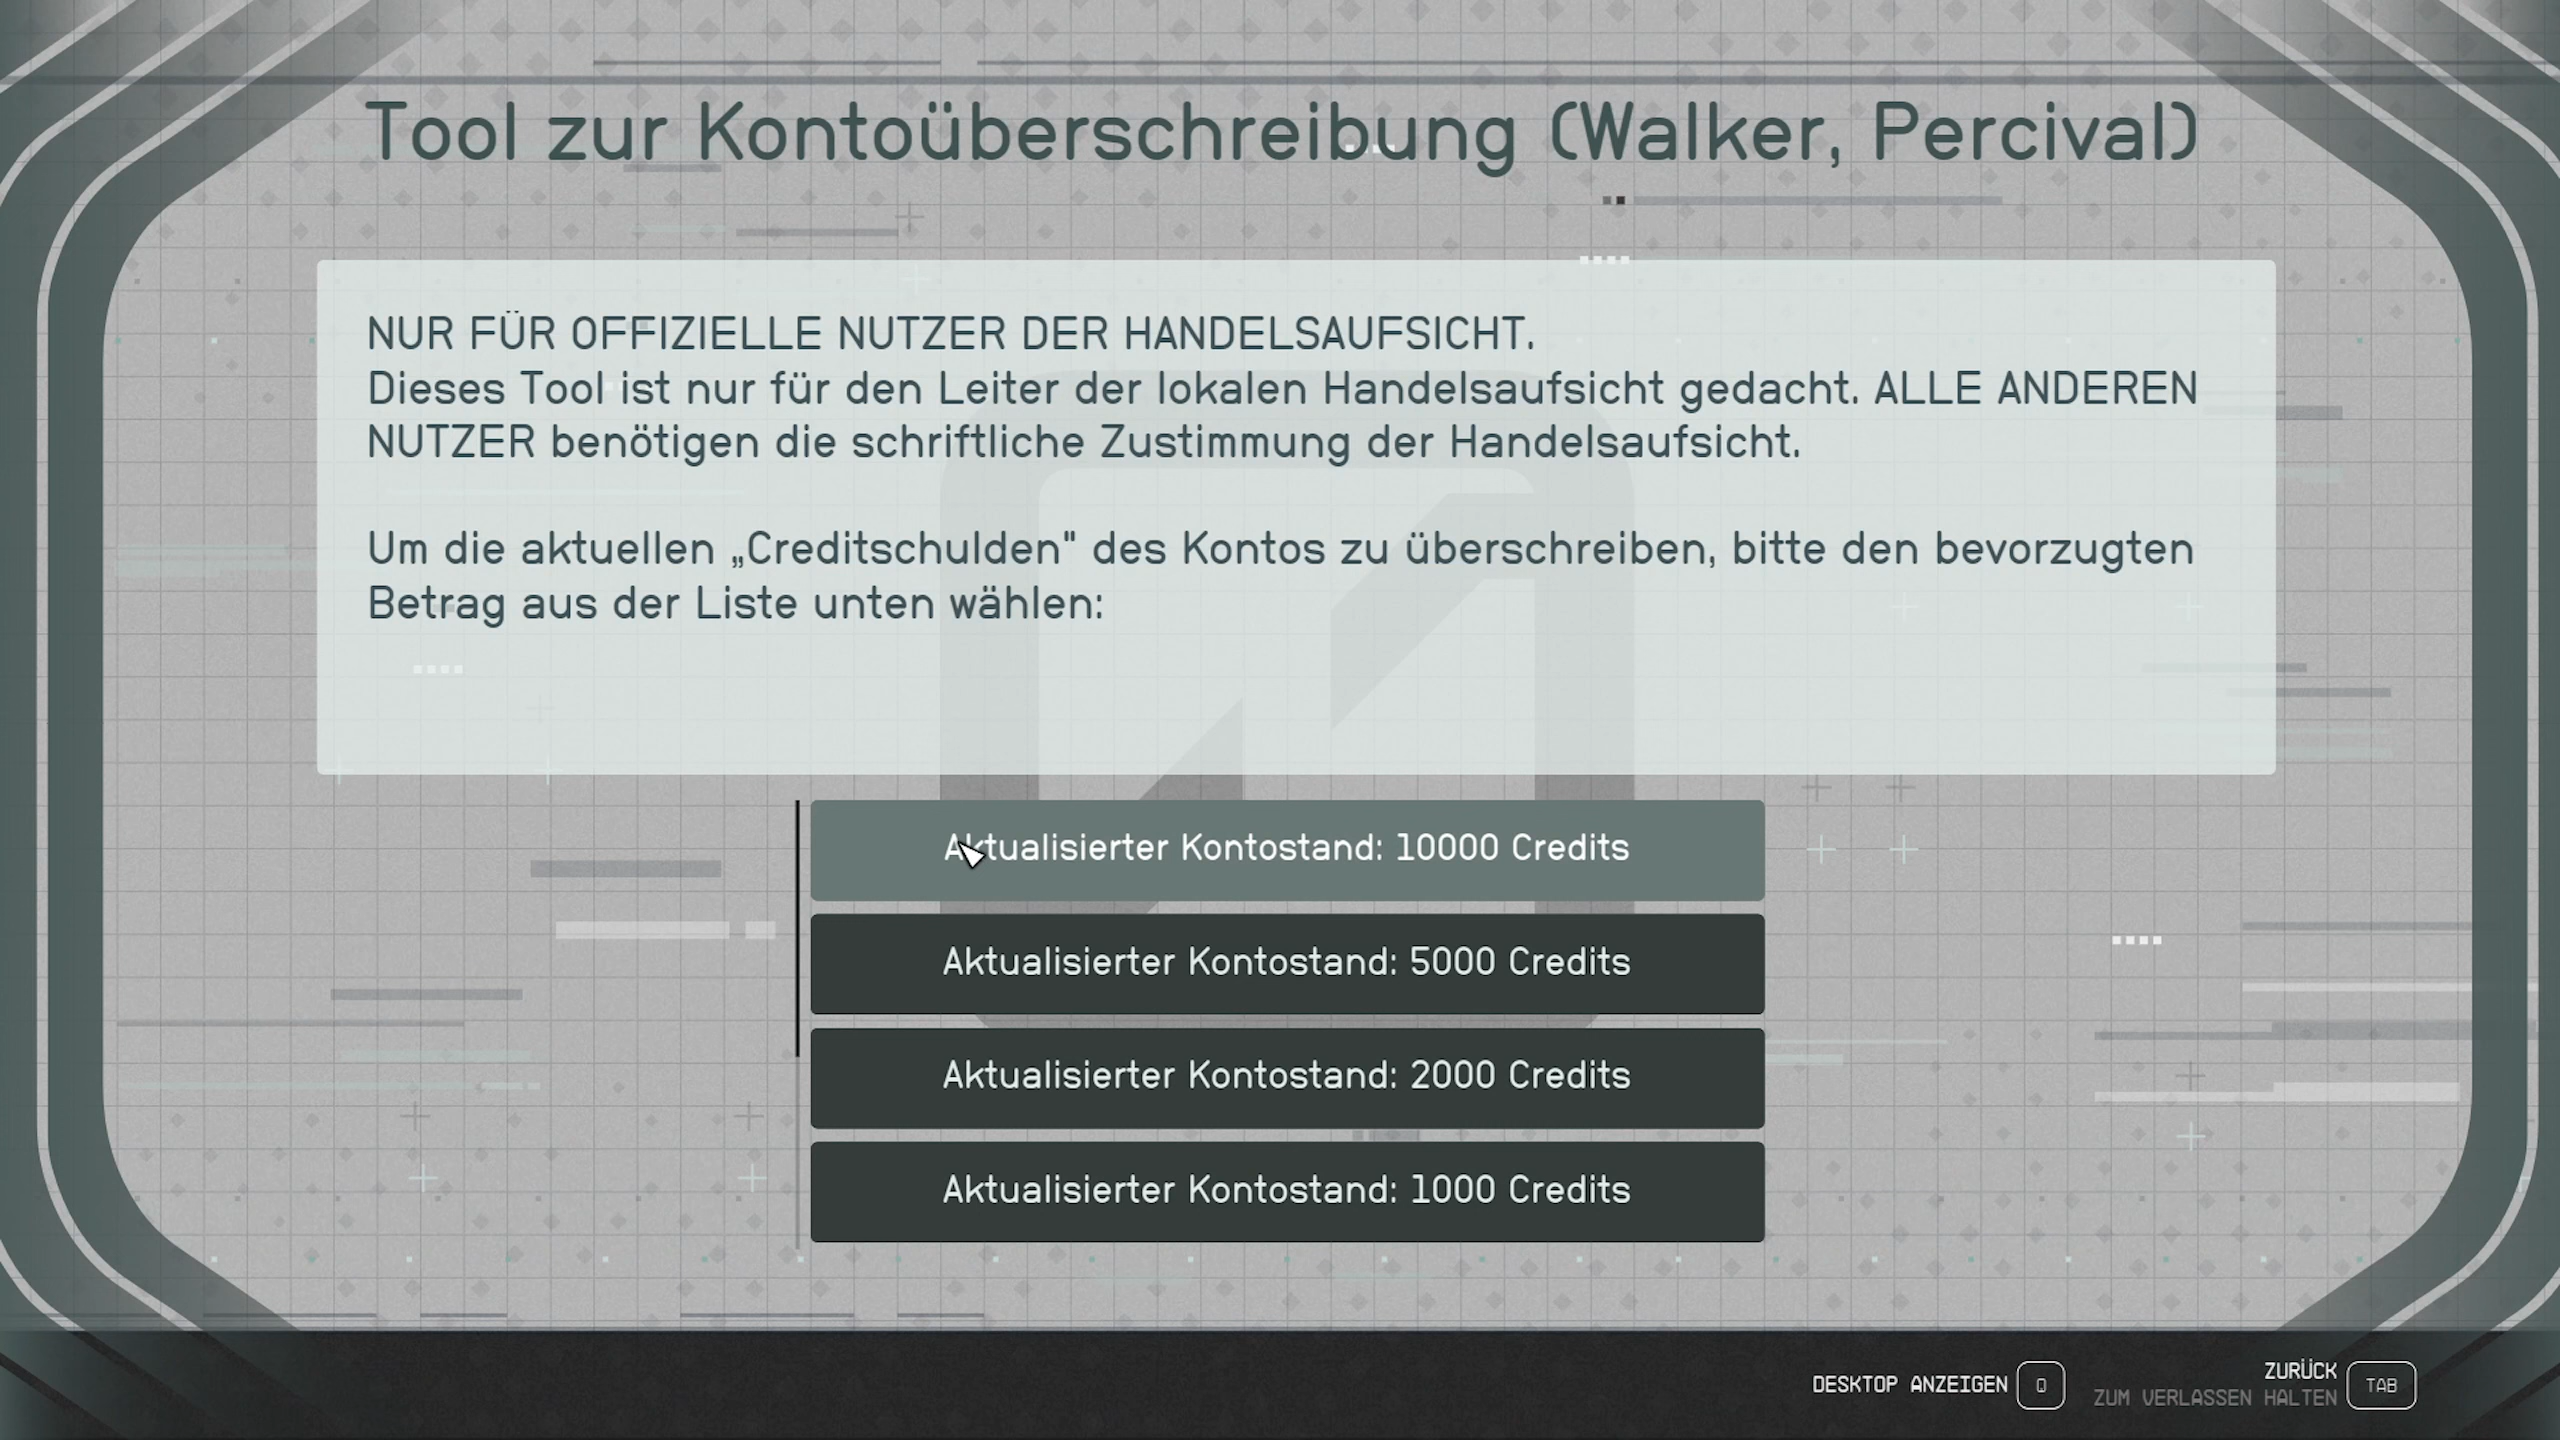 Tool zur Kontoüberschreibung (Walker, Percival)
NUR FÜR OFFIZIELLE NUTZER DER HANDELSAUFSICHT.
Dieses Tool ist nur für den Leiter der lokalen Handelsaufsicht gedacht. ALLE ANDEREN
NUTZER benötigen die schriftliche Zustimmung der Handelsaufsicht.
Um die aktuellen „Creditschulden" des Kontos zu überschreiben, bitte den bevorzugten
Betrag aus der Liste unten wählen:
Aktualisierter Kontostand: 10000 Credits
Aktualisierter Kontostand: 5000 Credits
Aktualisierter Kontostand: 2000 Credits
Aktualisierter Kontostand: 1000 Credits
DESKTOP ANZEIGEN Q
ZURÜCK TAB
ZUM VERLASSEN HALTEN